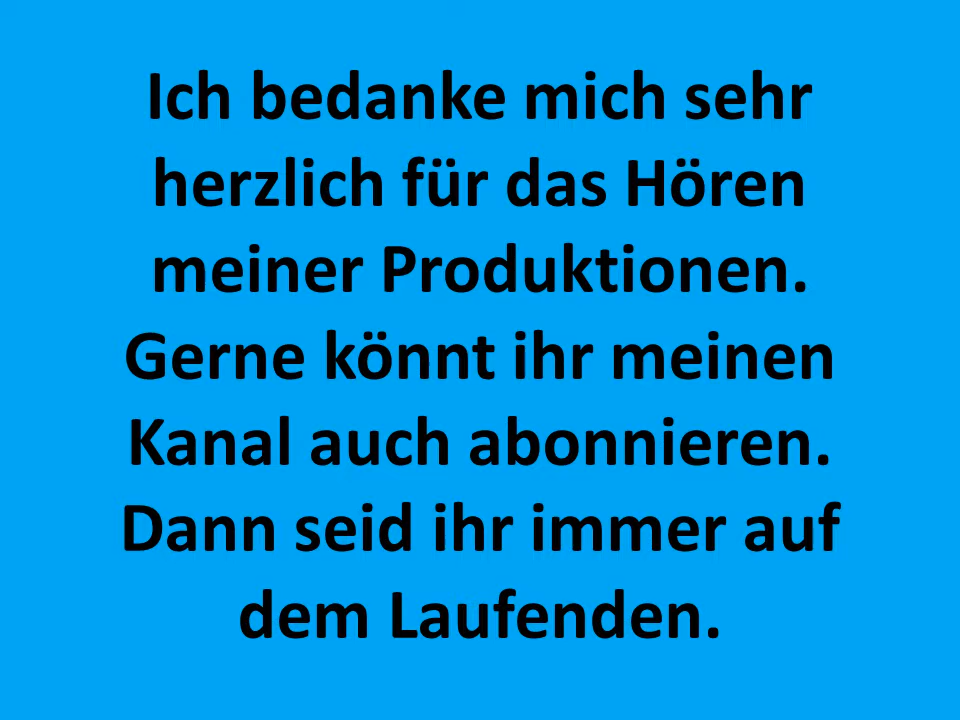 Ich bedanke mich sehr
herzlich für das Hören
meiner Produktionen.
Gerne könnt ihr meinen
Kanal auch abonnieren.
Dann seid ihr immer auf
dem Laufenden.